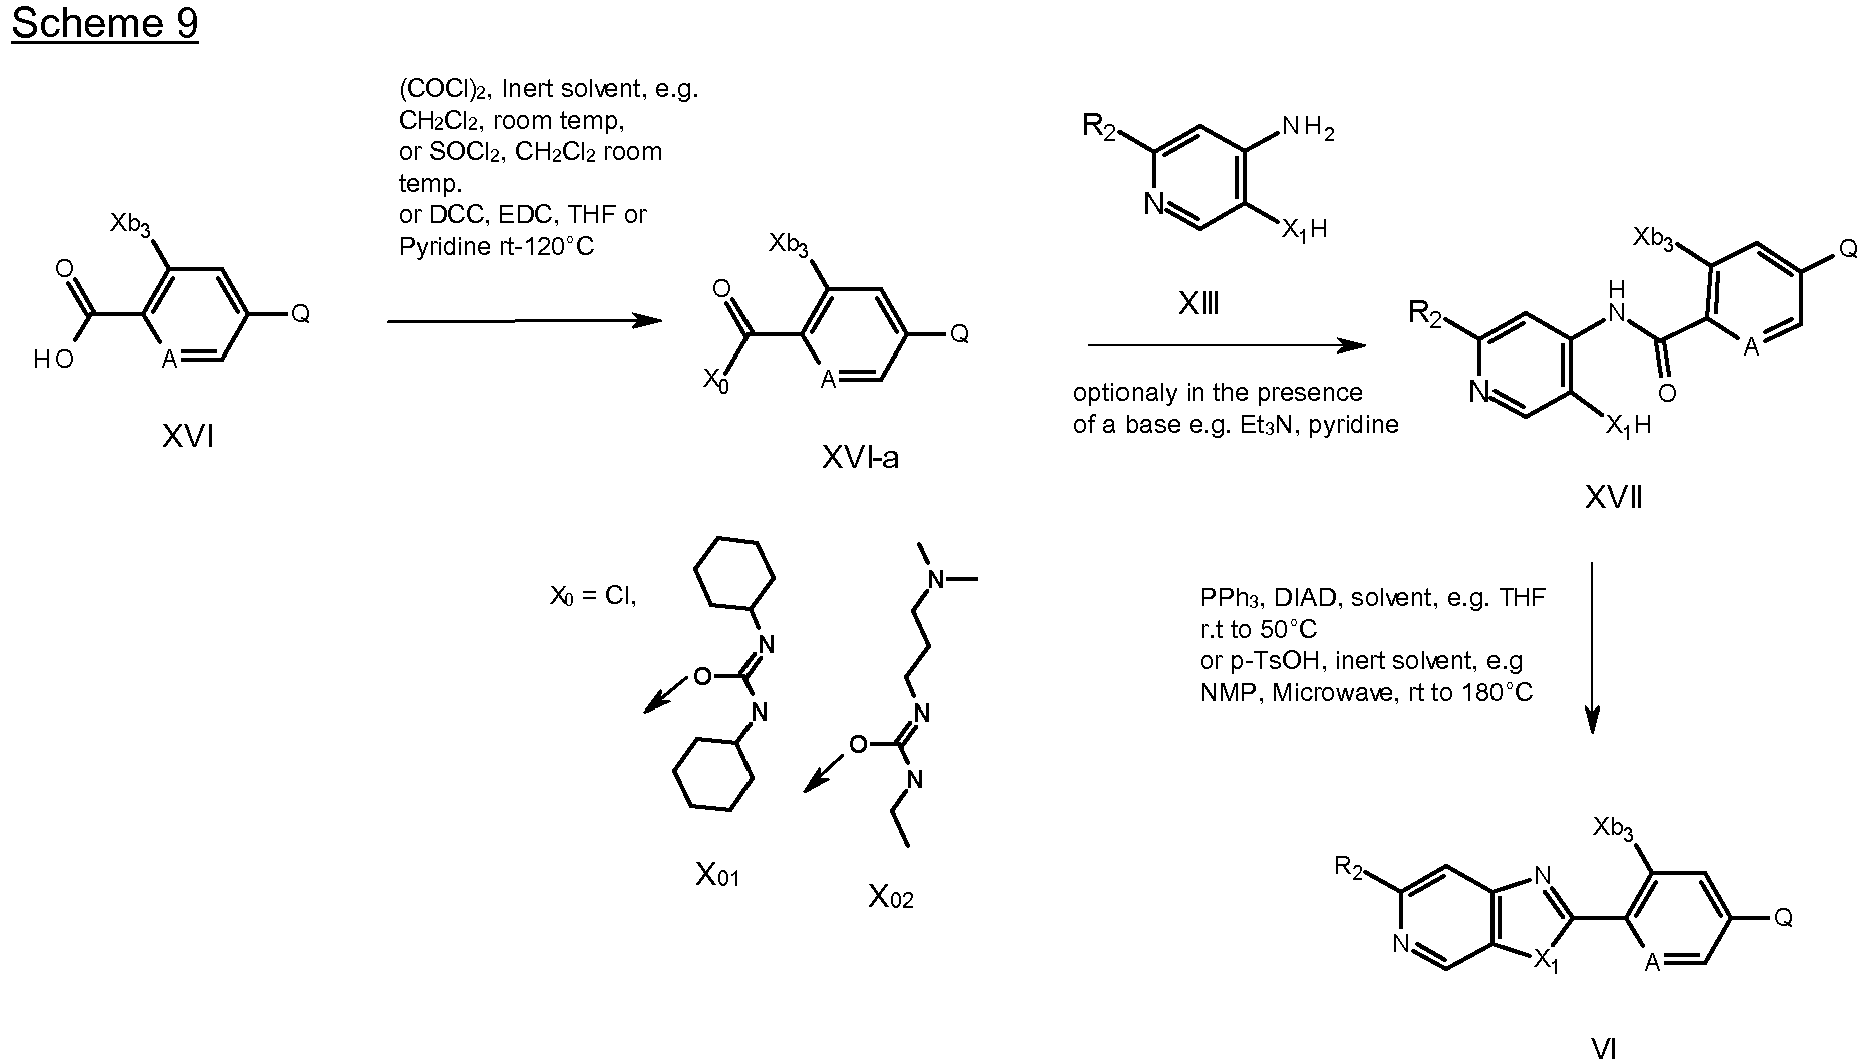 Scheme 9
(COCl)2, Inert solvent, e.g.
CH2Cl2, room temp,
or SOCl2, CH2Cl2 room
temp.
or DCC, EDC, THF or
Pyridine rt-120°C
Xb3
O
HO
A
Q
XVI
Xb3
O
X0
A
Q
XVI-a
R2
NH2
N
X1H
XIII
optionaly in the presence
of a base e.g. Et3N, pyridine
Xb3
Q
H
N
R2
A
N
O
X1H
XVII
X0 = Cl,
N
O
N
X01
N
N
O
N
X02
PPh3, DIAD, solvent, e.g. THF
r.t to 50°C
or p-TsOH, inert solvent, e.g
NMP, Microwave, rt to 180°C
Xb3
R2
N
Q
N
X1
A
VI